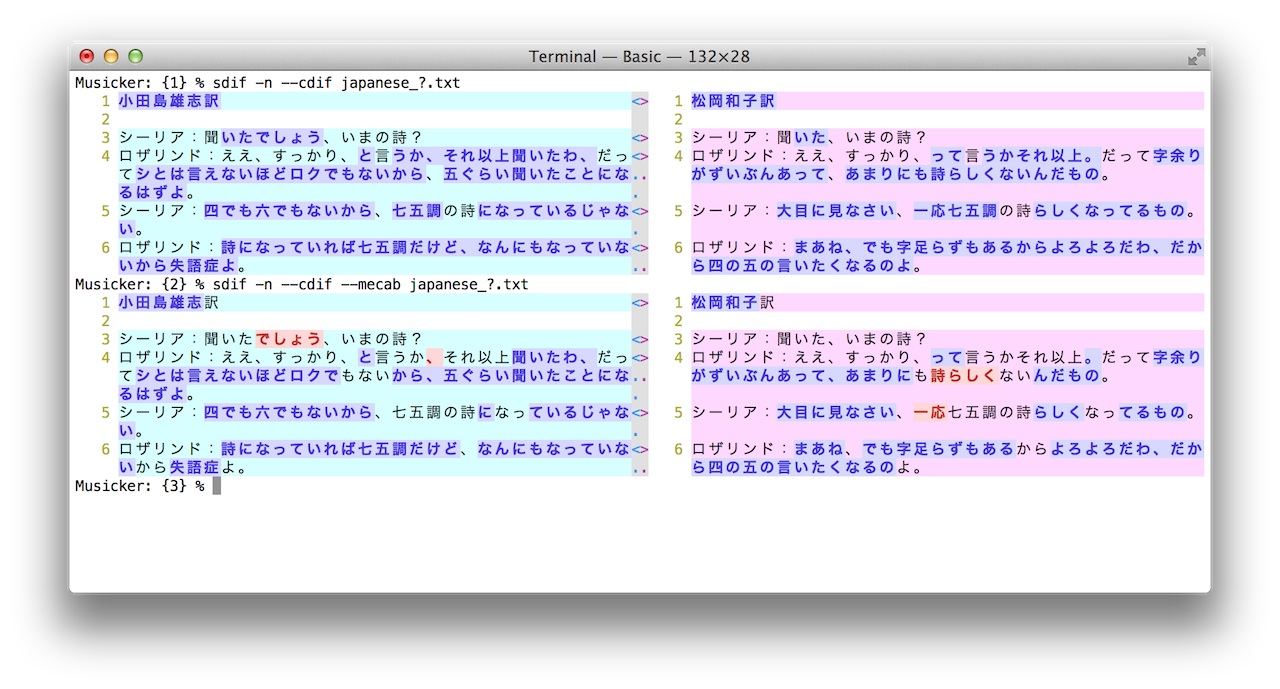 Terminal — Basic — 132×28
Musicker: {1} % sdif -n --cdif japanese_?.txt
1 小田島雄志訳 <> 1 松岡和子訳
2 2
3 シーリア：聞いたでしょう、いまの詩？ <> 3 シーリア：聞いた、いまの詩？
4 ロザリンド：ええ、すっかり、と言うか、それ以上聞いたわ、だっ<> 4 ロザリンド：ええ、すっかり、って言うかそれ以上。だって字余り
てシとは言えないほどロクでもないから、五ぐらい聞いたことにな.. がずいぶんあって、あまりにも詩らしくないんだもの。
るはずよ。 .
5 シーリア：四でも六でもないから、七五調の詩になっているじゃな<> 5 シーリア：大目に見なさい、一応七五調の詩らしくなってるもの。
い。 .
6 ロザリンド：詩になっていれば七五調だけど、なんにもなっていな<> 6 ロザリンド：まあね、でも字足らずもあるからよろよろだわ、だか
いから失語症よ。 .. ら四の五の言いたくなるのよ。
Musicker: {2} % sdif -n --cdif --mecab japanese_?.txt
1 小田島雄志訳 <> 1 松岡和子訳
2 2
3 シーリア：聞いたでしょう、いまの詩？ <> 3 シーリア：聞いた、いまの詩？
4 ロザリンド：ええ、すっかり、と言うか、それ以上聞いたわ、だっ<> 4 ロザリンド：ええ、すっかり、って言うかそれ以上。だって字余り
てシとは言えないほどロクでもないから、五ぐらい聞いたことにな.. がずいぶんあって、あまりにも詩らしくないんだもの。
るはずよ。 .
5 シーリア：四でも六でもないから、七五調の詩になっているじゃな<> 5 シーリア：大目に見なさい、一応七五調の詩らしくなってるもの。
い。 .
6 ロザリンド：詩になっていれば七五調だけど、なんにもなっていな<> 6 ロザリンド：まあね、でも字足らずもあるからよろよろだわ、だか
いから失語症よ。 .. ら四の五の言いたくなるのよ。
Musicker: {3} %